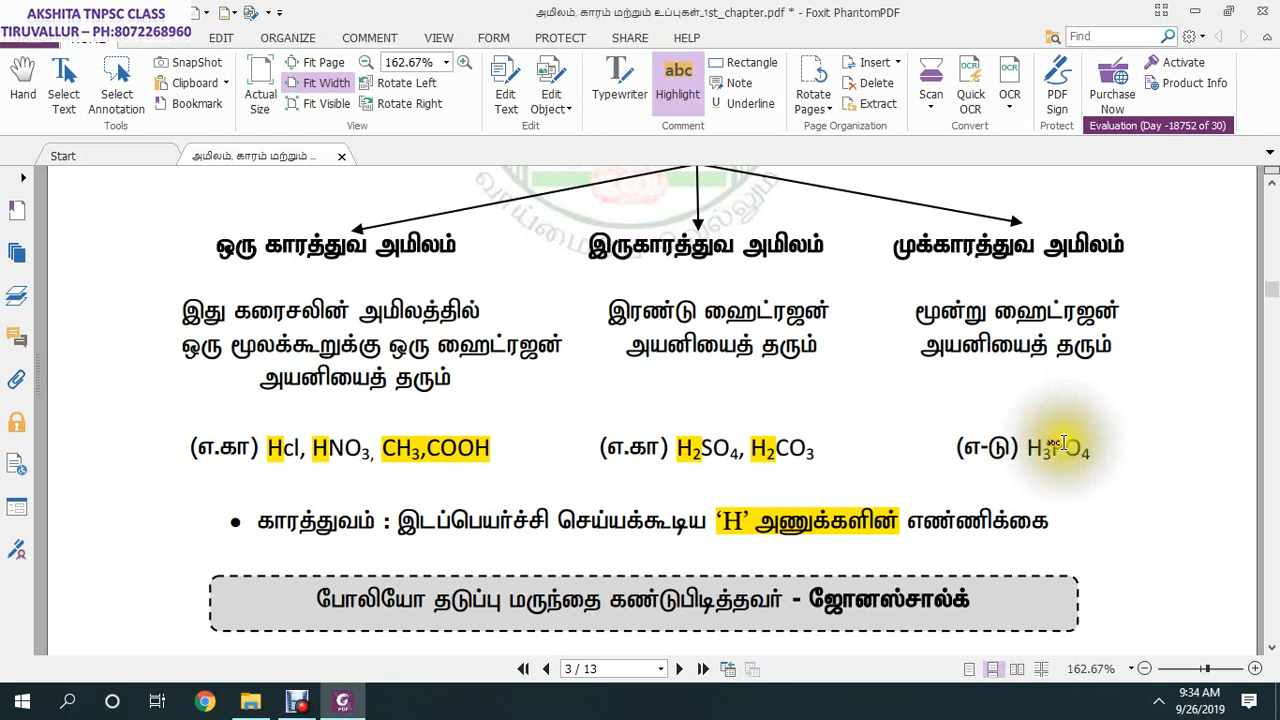 AKSHITA TNPSC CLASS
TIRUVALLUR – PH:8072268960
அமிலம், காரம் மற்றும் உப்புகள்_1st_chapter.pdf * - Foxit PhantomPDF
EDIT ORGANIZE COMMENT VIEW FORM PROTECT SHARE HELP Find
SnapShot Fit Page 162.67% Rectangle Insert Activate
Clipboard Fit Width Rotate Left Note Delete Product Info
Bookmark Fit Visible Rotate Right Underline Extract
Hand Select Text Select Annotation Actual Size Edit Text Edit Object Typewriter abc Highlight Rotate Pages OCR Scan Quick OCR OCR PDF Sign Purchase Now
Tools View Edit Comment Page Organization Convert Protect Evaluation (Day -18752 of 30)
Start அமிலம், காரம் மற்றும் ...
ஒரு காரத்துவ அமிலம் இருகாரத்துவ அமிலம் முக்காரத்துவ அமிலம்
இது கரைசலின் அமிலத்தில் இரண்டு ஹைட்ரஜன் மூன்று ஹைட்ரஜன்
ஒரு மூலக்கூறுக்கு ஒரு ஹைட்ரஜன் அயனியைத் தரும் அயனியைத் தரும்
அயனியைத் தரும்
(எ.கா) Hcl, HNO₃, CH₃,COOH (எ.கா) H₂SO₄, H₂CO₃ (எ-டு) H₃PO₄
• காரத்துவம் : இடப்பெயர்ச்சி செய்யக்கூடிய ‘H’ அணுக்களின் எண்ணிக்கை
போலியோ தடுப்பு மருந்தை கண்டுபிடித்தவர் - ஜோனஸ்சால்க்
3 / 13 162.67%
9:34 AM
9/26/2019